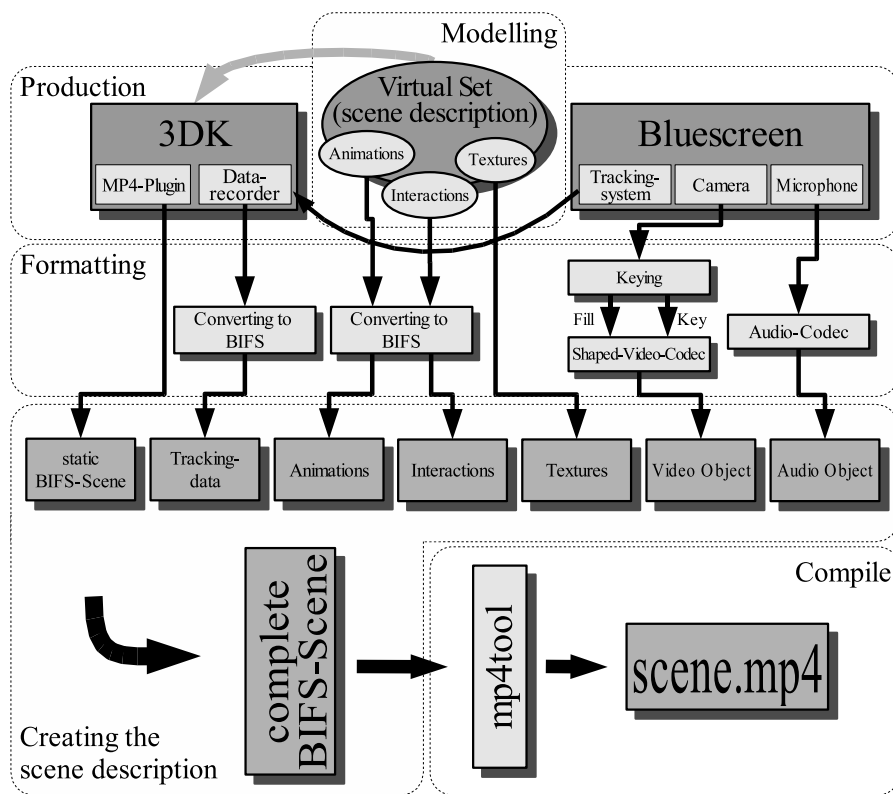 Modelling
Production
Virtual Set
(scene description)
3DK
Bluescreen
Animations
Textures
Interactions
MP4-Plugin
Data-
recorder
Tracking-
system
Camera
Microphone
Formatting
Keying
Fill
Key
Converting to
BIFS
Converting to
BIFS
Shaped-Video-Codec
Audio-Codec
static
BIFS-Scene
Tracking-
data
Animations
Interactions
Textures
Video Object
Audio Object
complete
BIFS-Scene
mp4tool
Compile
scene.mp4
Creating the
scene description